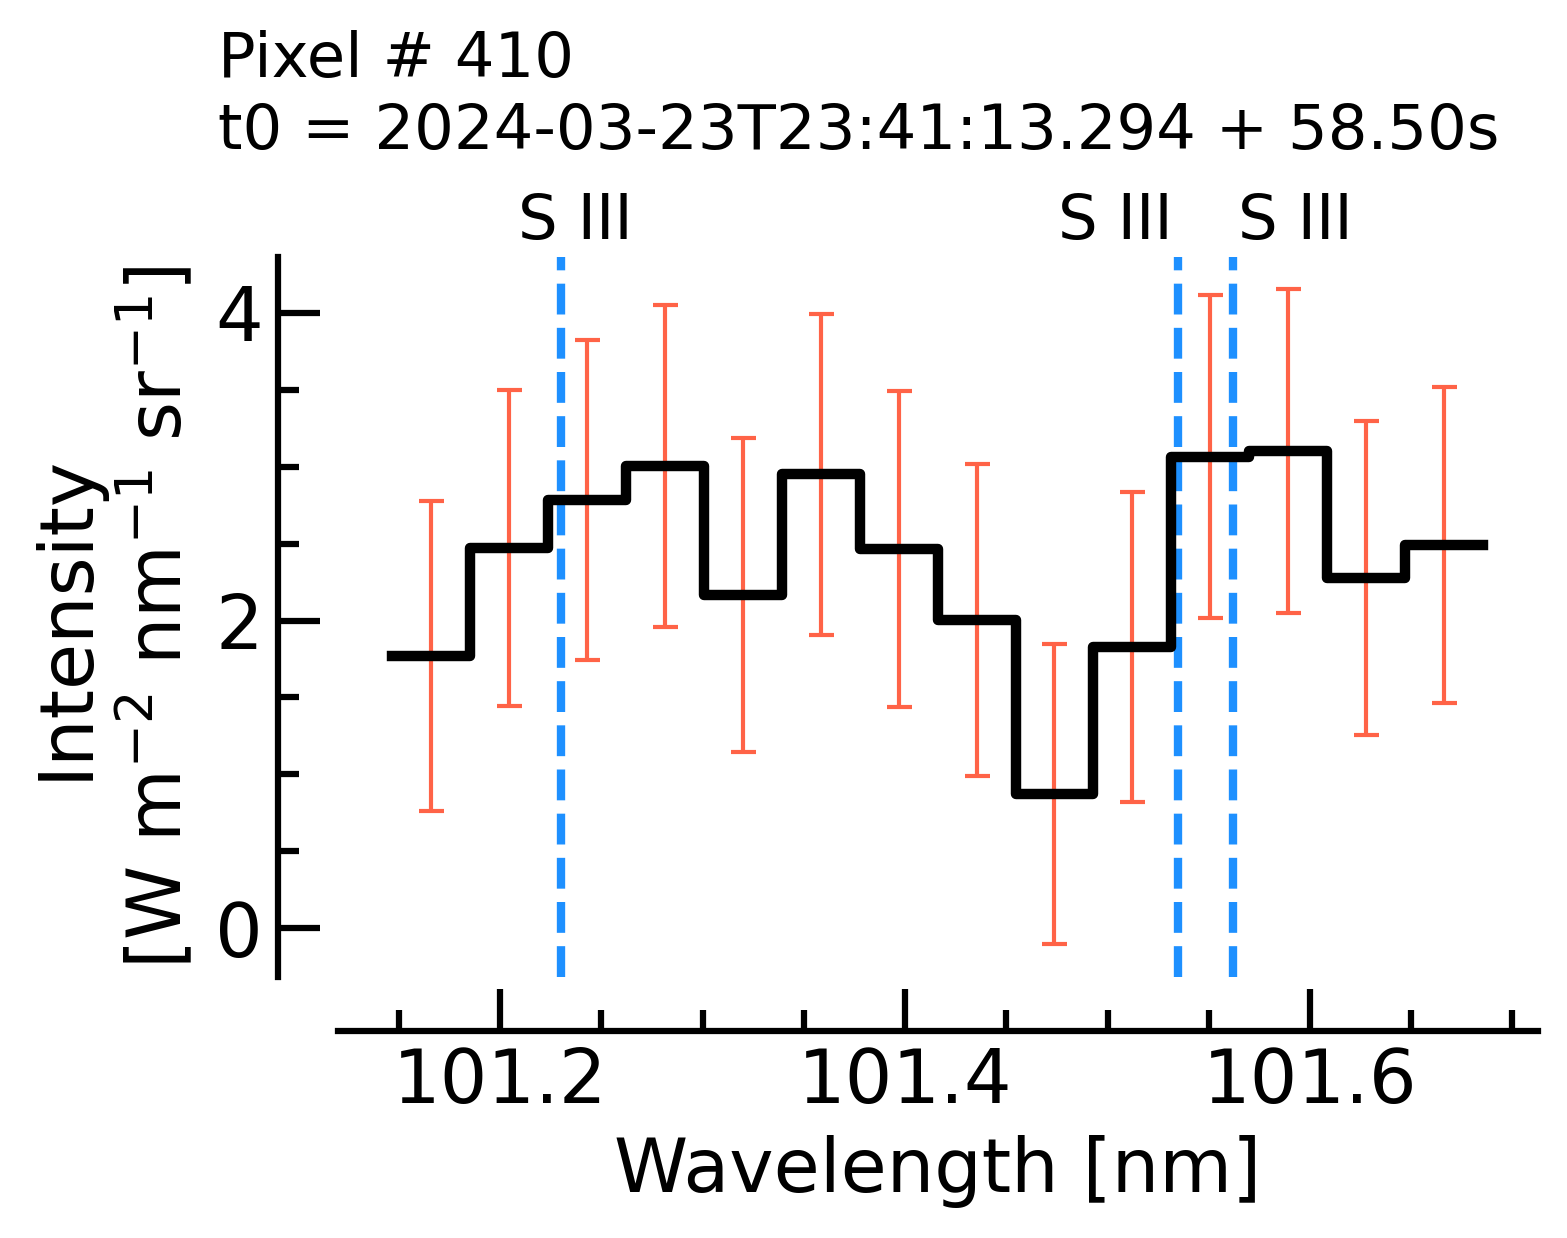 Pixel # 410
t0 = 2024-03-23T23:41:13.294 + 58.50s
S III S III S III
Intensity
[W m⁻² nm⁻¹ sr⁻¹]
4
2
0
101.2 101.4 101.6
Wavelength [nm]